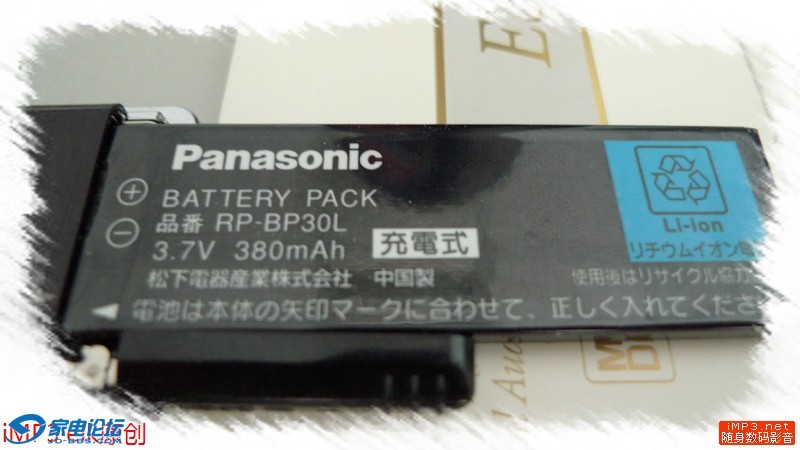 Panasonic
⊕ BATTERY PACK
⊖ 品番 RP-BP30L
3.7V 380mAh 充電式
松下電器産業株式会社 中国製
◀ 電池は本体の矢印マークに合わせて、正しく入れてくださ
Li-ion
リチウムイオン電
使用後はリサイクル協力
家电论坛
原创
iMP3.net
随身数码影音